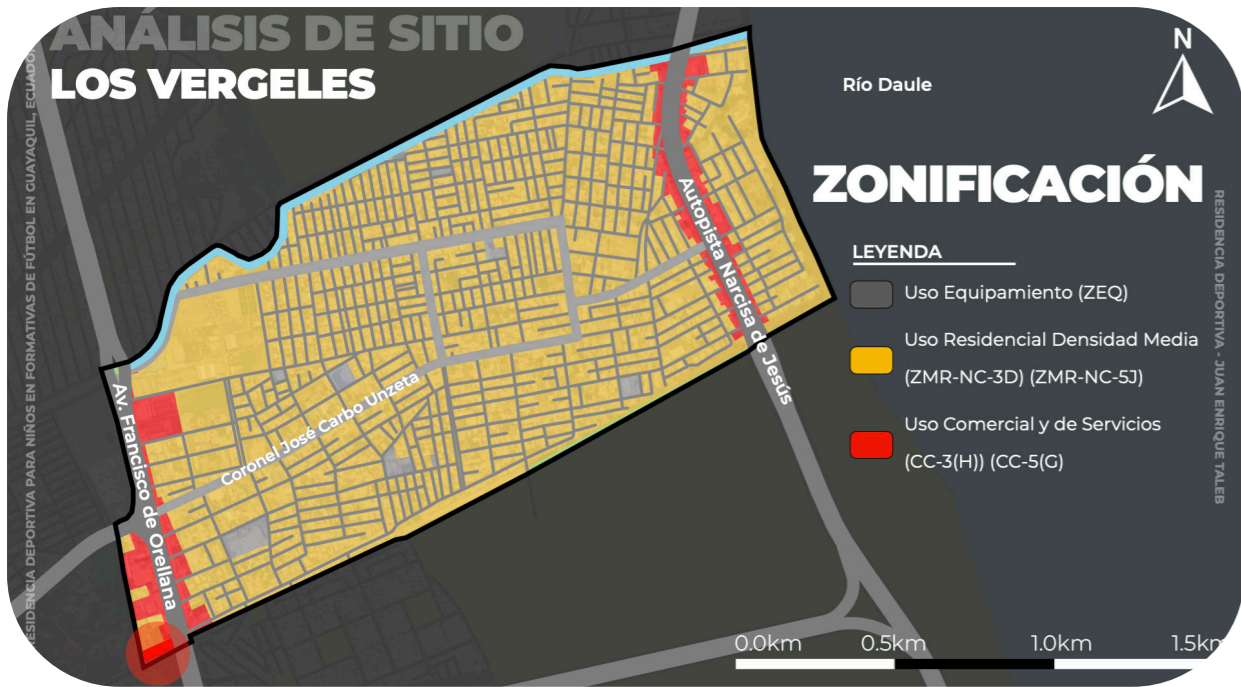 ANÁLISIS DE SITIO
LOS VERGELES
RESIDENCIA DEPORTIVA PARA NIÑOS EN FORMATIVAS DE FÚTBOL EN GUAYAQUIL, ECUADOR
N
Río Daule
ZONIFICACIÓN
LEYENDA
Uso Equipamiento (ZEQ)
Uso Residencial Densidad Media
(ZMR-NC-3D) (ZMR-NC-5J)
Uso Comercial y de Servicios
(CC-3(H)) (CC-5(G)
RESIDENCIA DEPORTIVA - JUAN ENRIQUE TALEB
Autopista Narcisa de Jesús
Coronel José Carbo Unzeta
Av. Francisco de Orellana
0.0km 0.5km 1.0km 1.5km